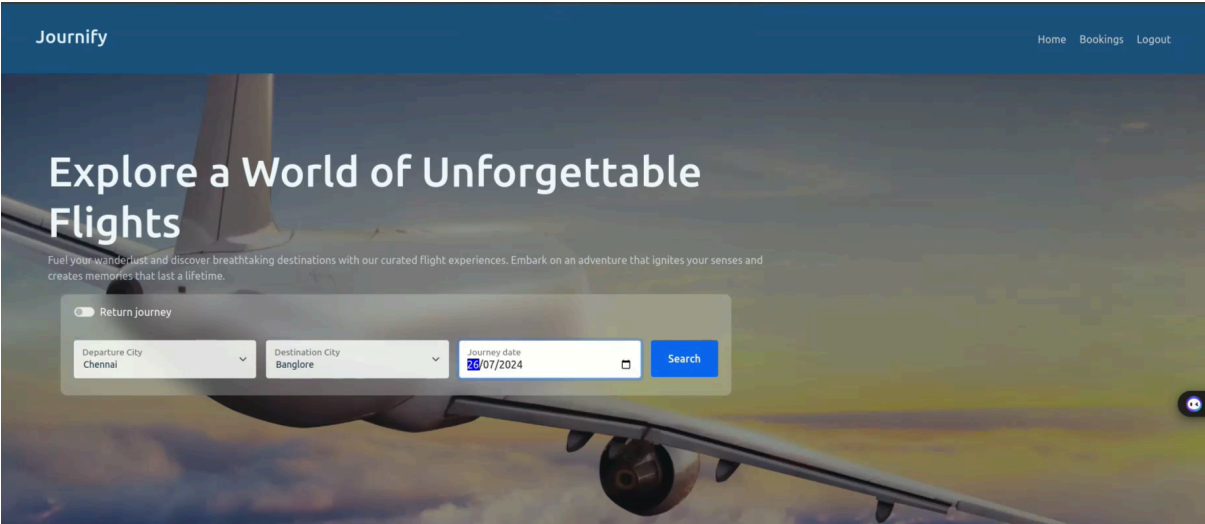 Journify
Home Bookings Logout
Explore a World of Unforgettable
Flights
Fuel your wanderlust and discover breathtaking destinations with our curated flight experiences. Embark on an adventure that ignites your senses and
creates memories that last a lifetime.
Return journey
Departure City
Chennai
Destination City
Banglore
Journey date
26/07/2024
Search